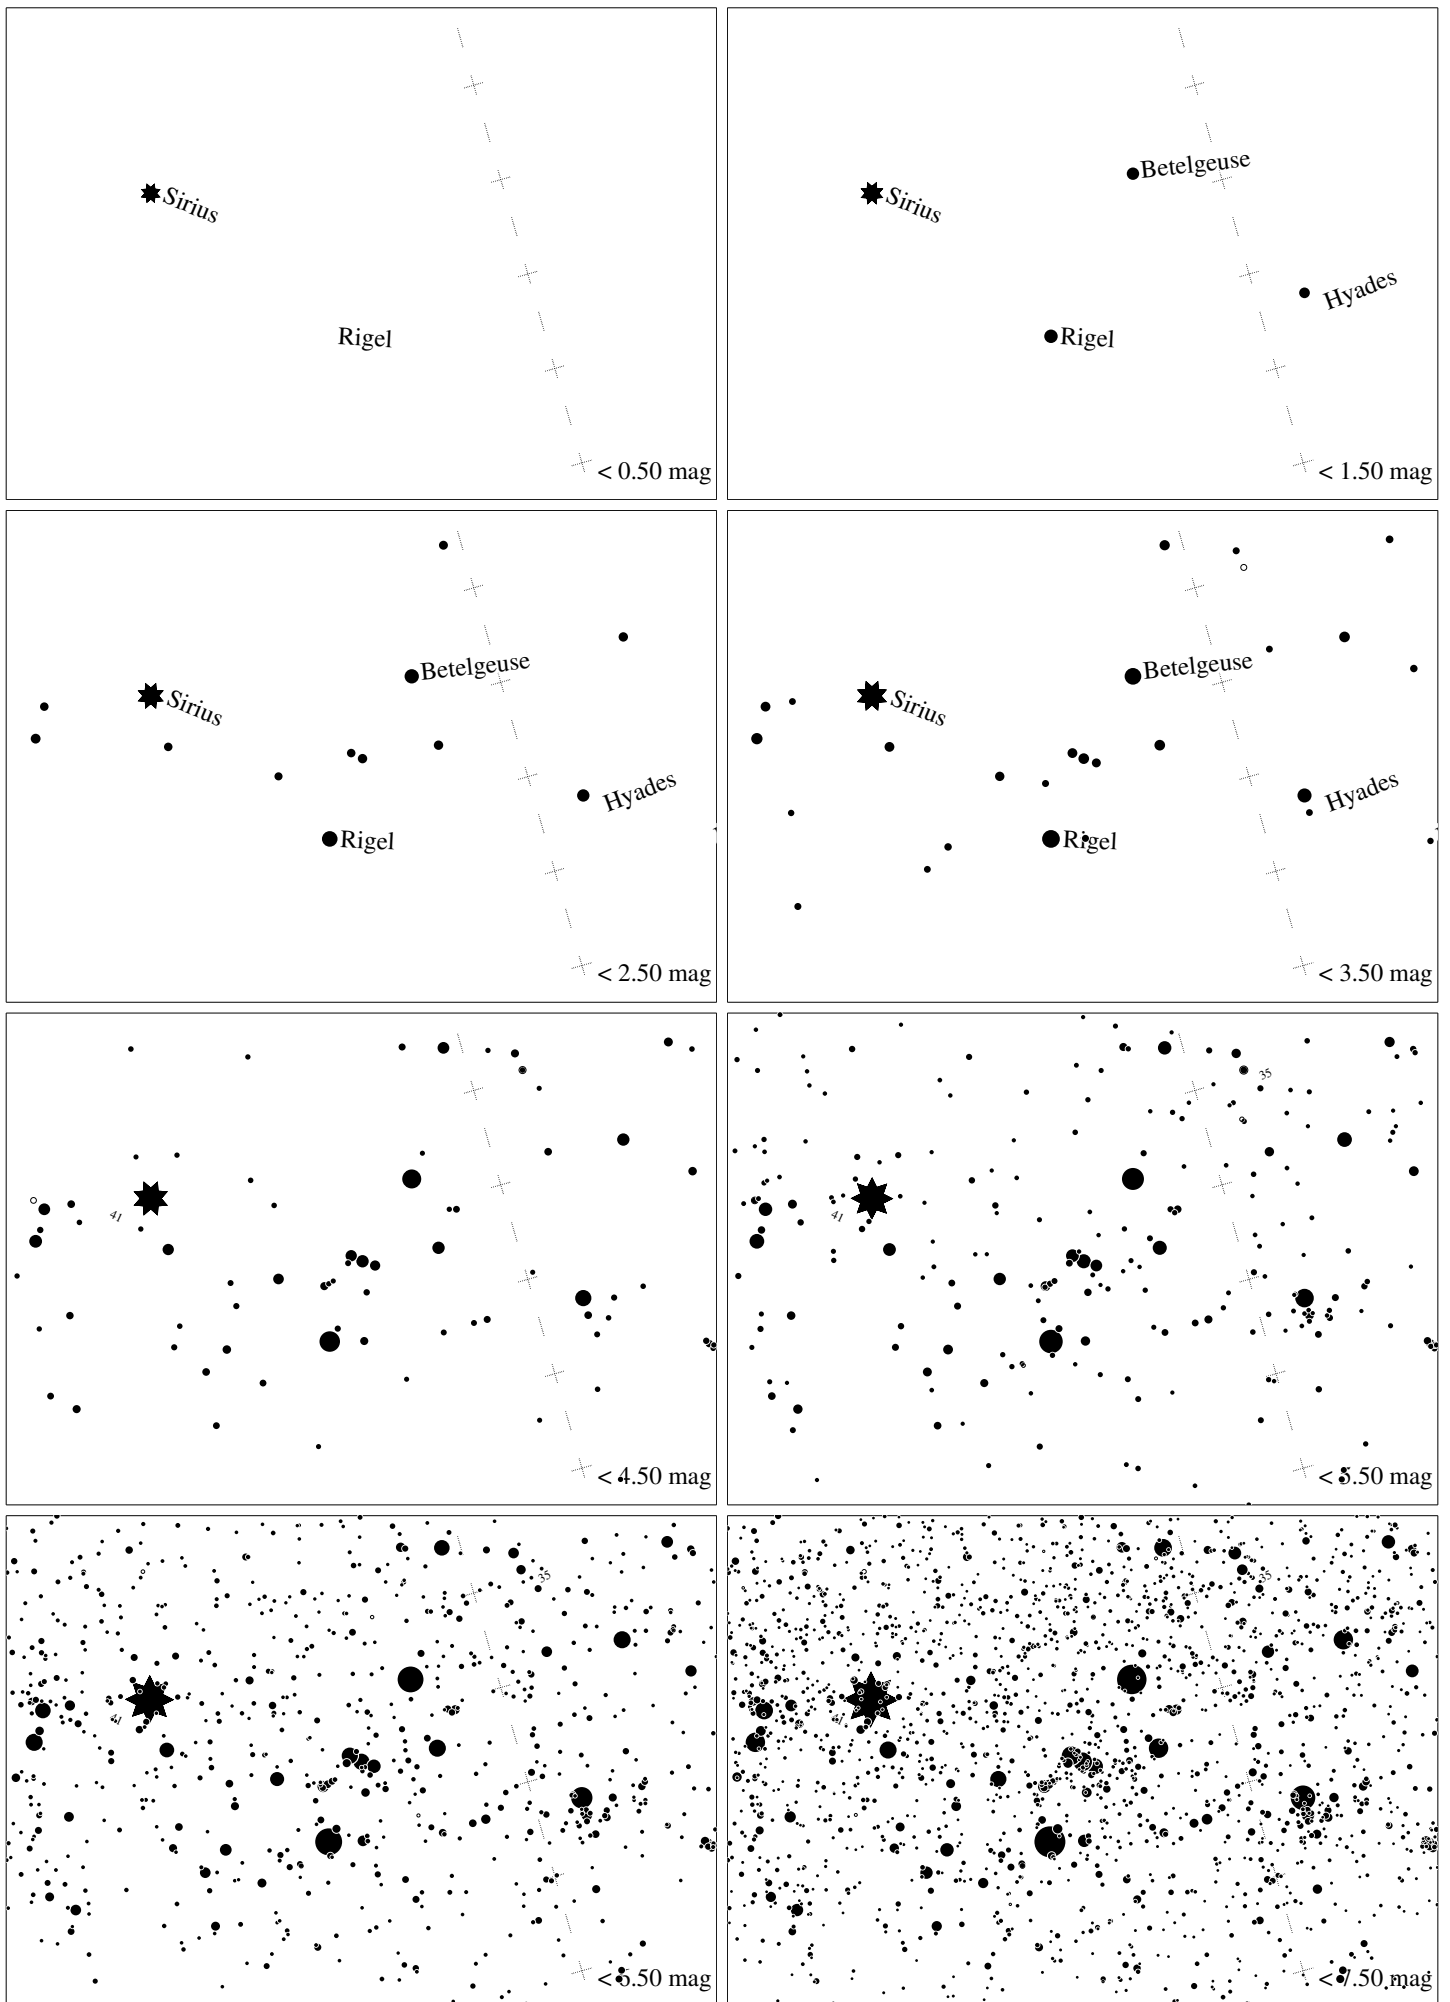 Sirius
Rigel
< 0.50 mag
Betelgeuse
Sirius
Hyades
Rigel
< 1.50 mag
Betelgeuse
Sirius
Hyades
Rigel
< 2.50 mag
Betelgeuse
Sirius
Hyades
Rigel
< 3.50 mag
41
< 4.50 mag
35
41
< 5.50 mag
35
41
< 6.50 mag
35
41
< 7.50 mag